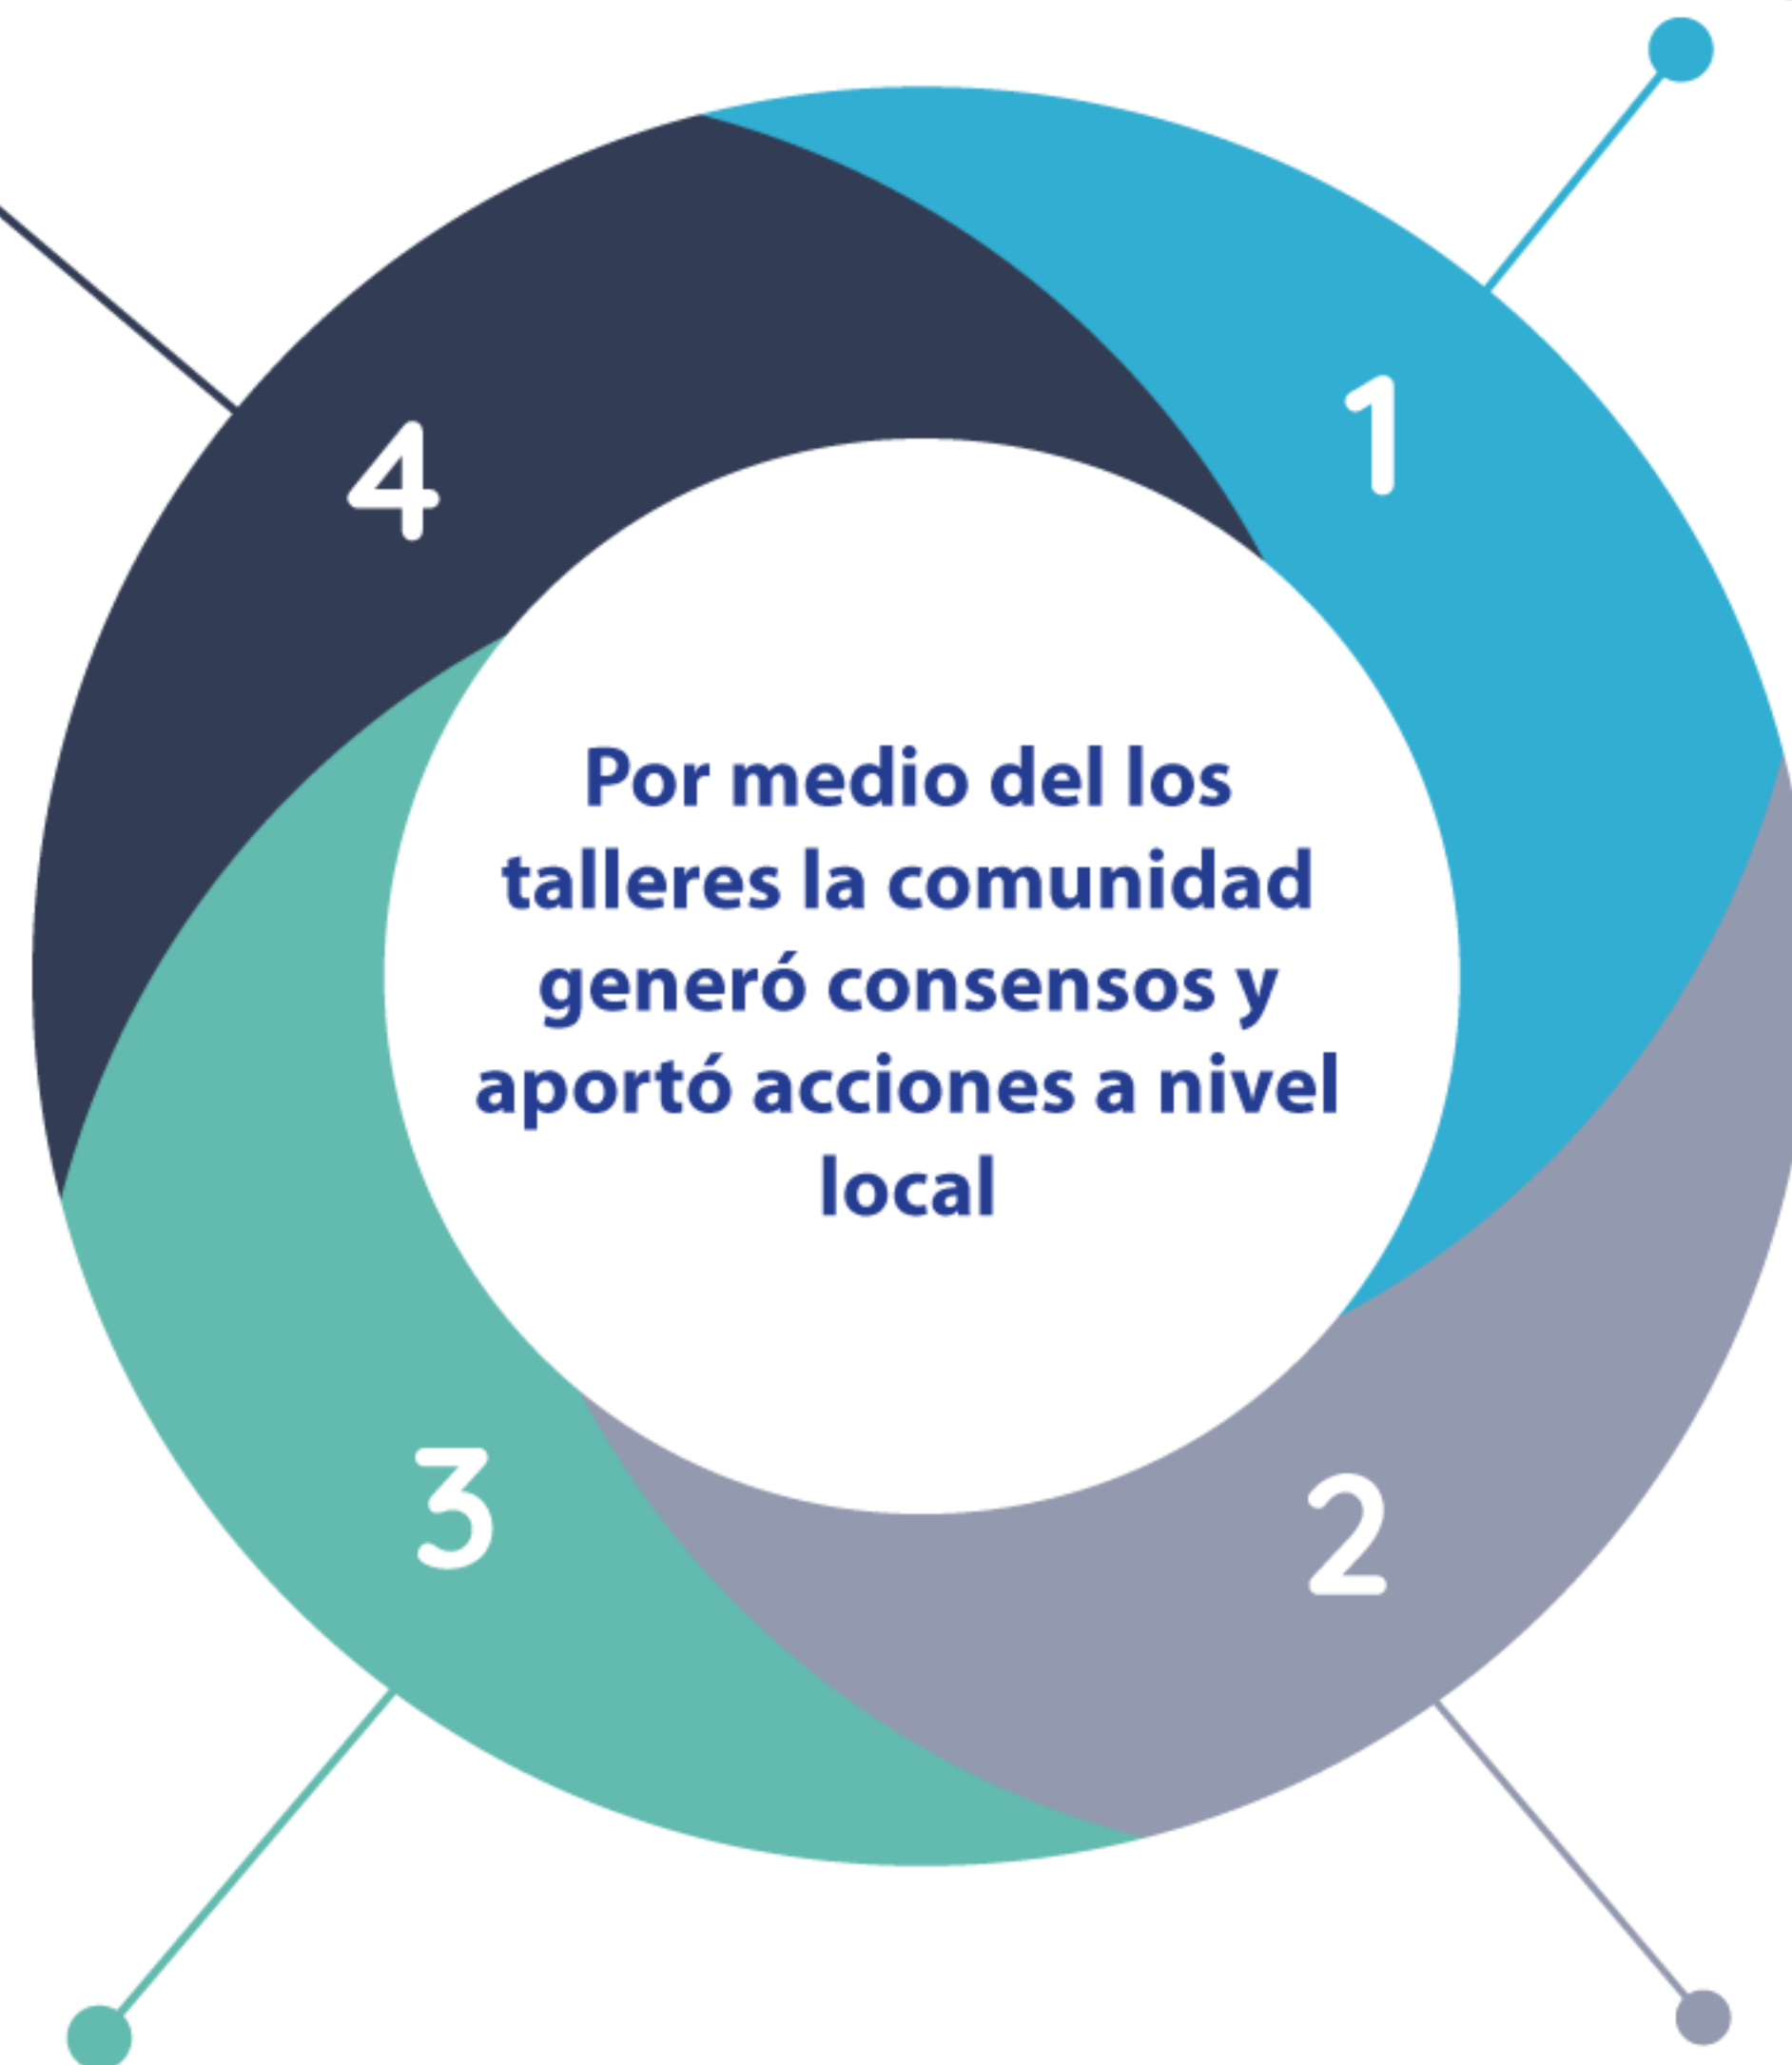 1
4
Por medio del los
talleres la comunidad
generó consensos y
aportó acciones a nivel
local
3
2